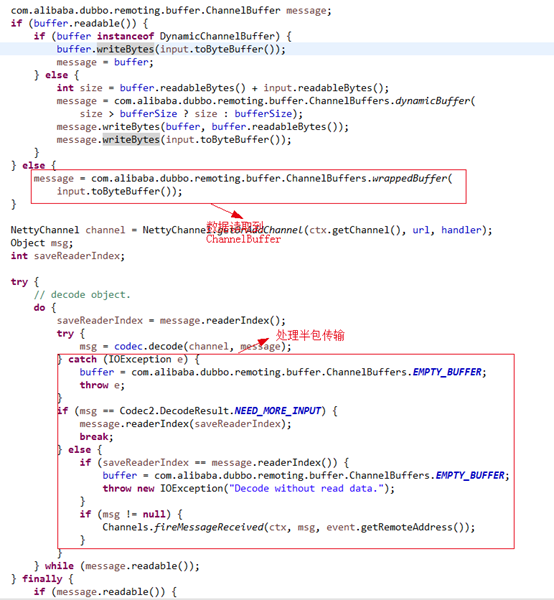 com.alibaba.dubbo.remoting.buffer.ChannelBuffer message;
if (buffer.readable()) {
    if (buffer instanceof DynamicChannelBuffer) {
        buffer.writeBytes(input.toByteBuffer());
        message = buffer;
    } else {
        int size = buffer.readableBytes() + input.readableBytes();
        message = com.alibaba.dubbo.remoting.buffer.ChannelBuffers.dynamicBuffer(
            size > bufferSize ? size : bufferSize);
        message.writeBytes(buffer, buffer.readableBytes());
        message.writeBytes(input.toByteBuffer());
    }
} else {
    message = com.alibaba.dubbo.remoting.buffer.ChannelBuffers.wrappedBuffer(
        input.toByteBuffer());
}
数据读取到
ChannelBuffer
NettyChannel channel = NettyChannel.getOrAddChannel(ctx.getChannel(), url, handler);
Object msg;
int saveReaderIndex;
try {
    // decode object.
    do {
        saveReaderIndex = message.readerIndex();
        try {
处理半包传输
            msg = codec.decode(channel, message);
        } catch (IOException e) {
            buffer = com.alibaba.dubbo.remoting.buffer.ChannelBuffers.EMPTY_BUFFER;
            throw e;
        }
        if (msg == Codec2.DecodeResult.NEED_MORE_INPUT) {
            message.readerIndex(saveReaderIndex);
            break;
        } else {
            if (saveReaderIndex == message.readerIndex()) {
                buffer = com.alibaba.dubbo.remoting.buffer.ChannelBuffers.EMPTY_BUFFER;
                throw new IOException("Decode without read data.");
            }
            if (msg != null) {
                Channels.fireMessageReceived(ctx, msg, event.getRemoteAddress());
            }
        }
    } while (message.readable());
} finally {
    if (message.readable()) {